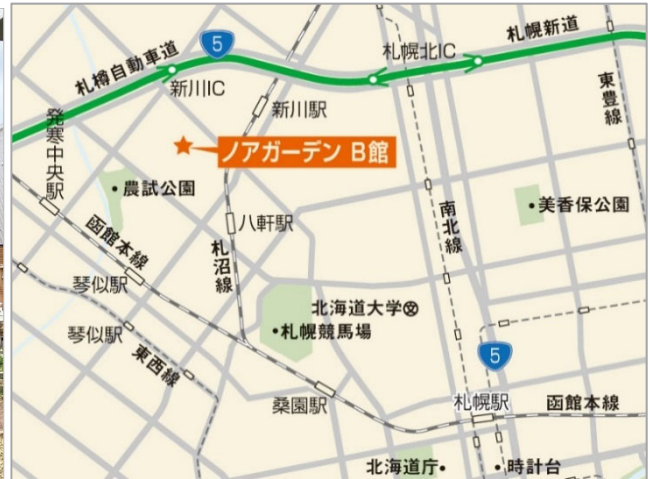 5
札幌北IC
札幌新道
札樽自動車道
新川IC
新川駅
東豊線
発寒中央駅
ノアガーデン B館
農試公園
八軒駅
南北線
美香保公園
函館本線
札沼線
琴似駅
北海道大学
札幌競馬場
琴似駅
東西線
5
桑園駅
札幌駅
函館本線
北海道庁
時計台